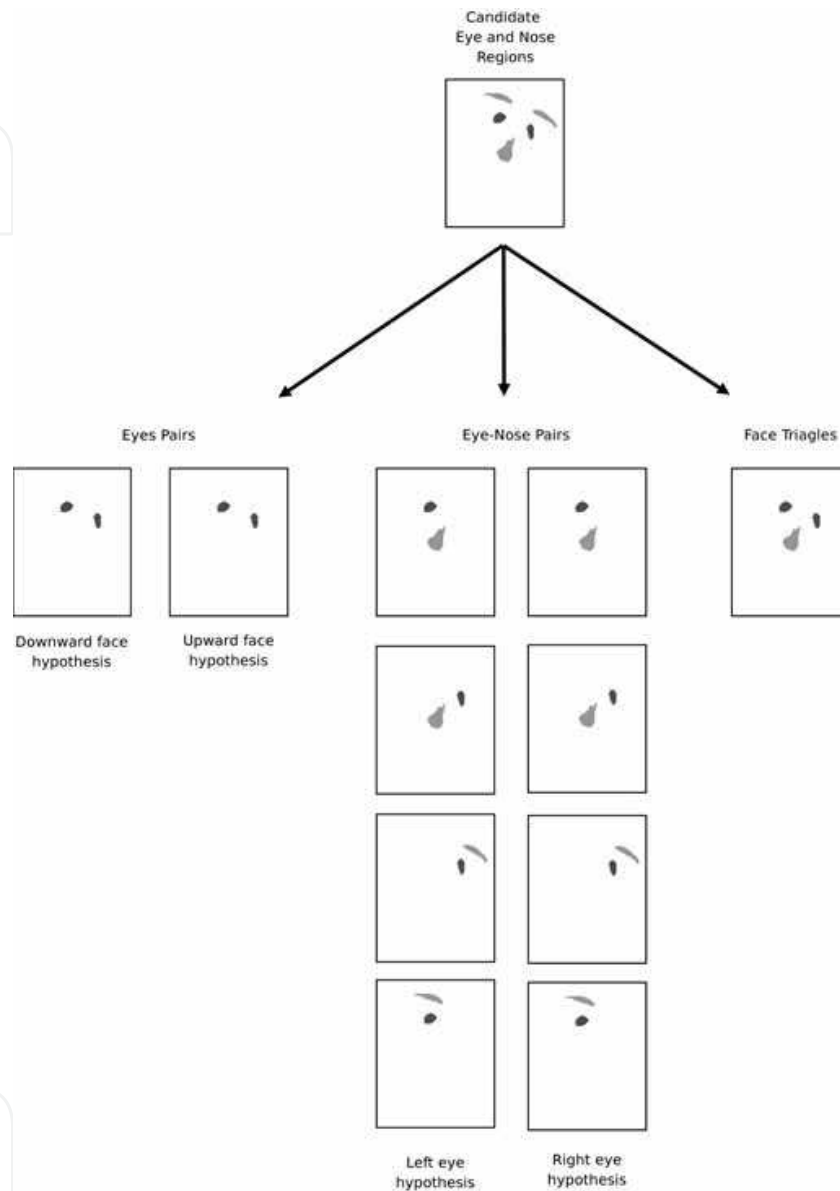 Candidate
Eye and Nose
Regions
Eyes Pairs
Eye-Nose Pairs
Face Triagles
Downward face
hypothesis
Upward face
hypothesis
Left eye
hypothesis
Right eye
hypothesis